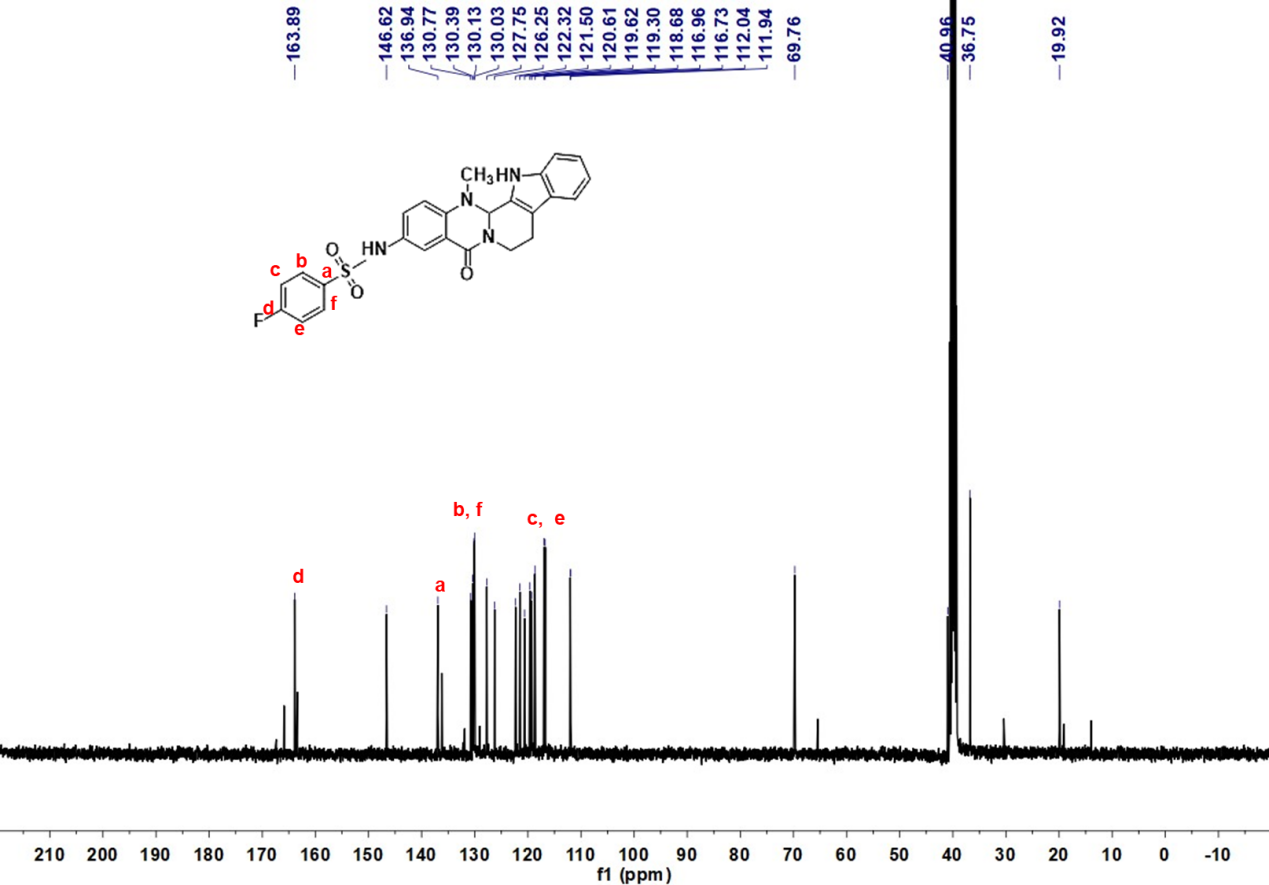 163.89
146.62
136.94
130.77
130.39
130.13
130.03
127.75
126.25
122.32
121.50
120.61
119.62
119.30
118.68
116.96
116.73
112.04
111.94
69.76
40.96
36.75
19.92
CH3 HN
N
N
O
HN
O
S
O
F
a
b
c
d
e
f
b, f
c, e
d
a
210 200 190 180 170 160 150 140 130 120 110 100 90 80 70 60 50 40 30 20 10 0 -10
f1 (ppm)